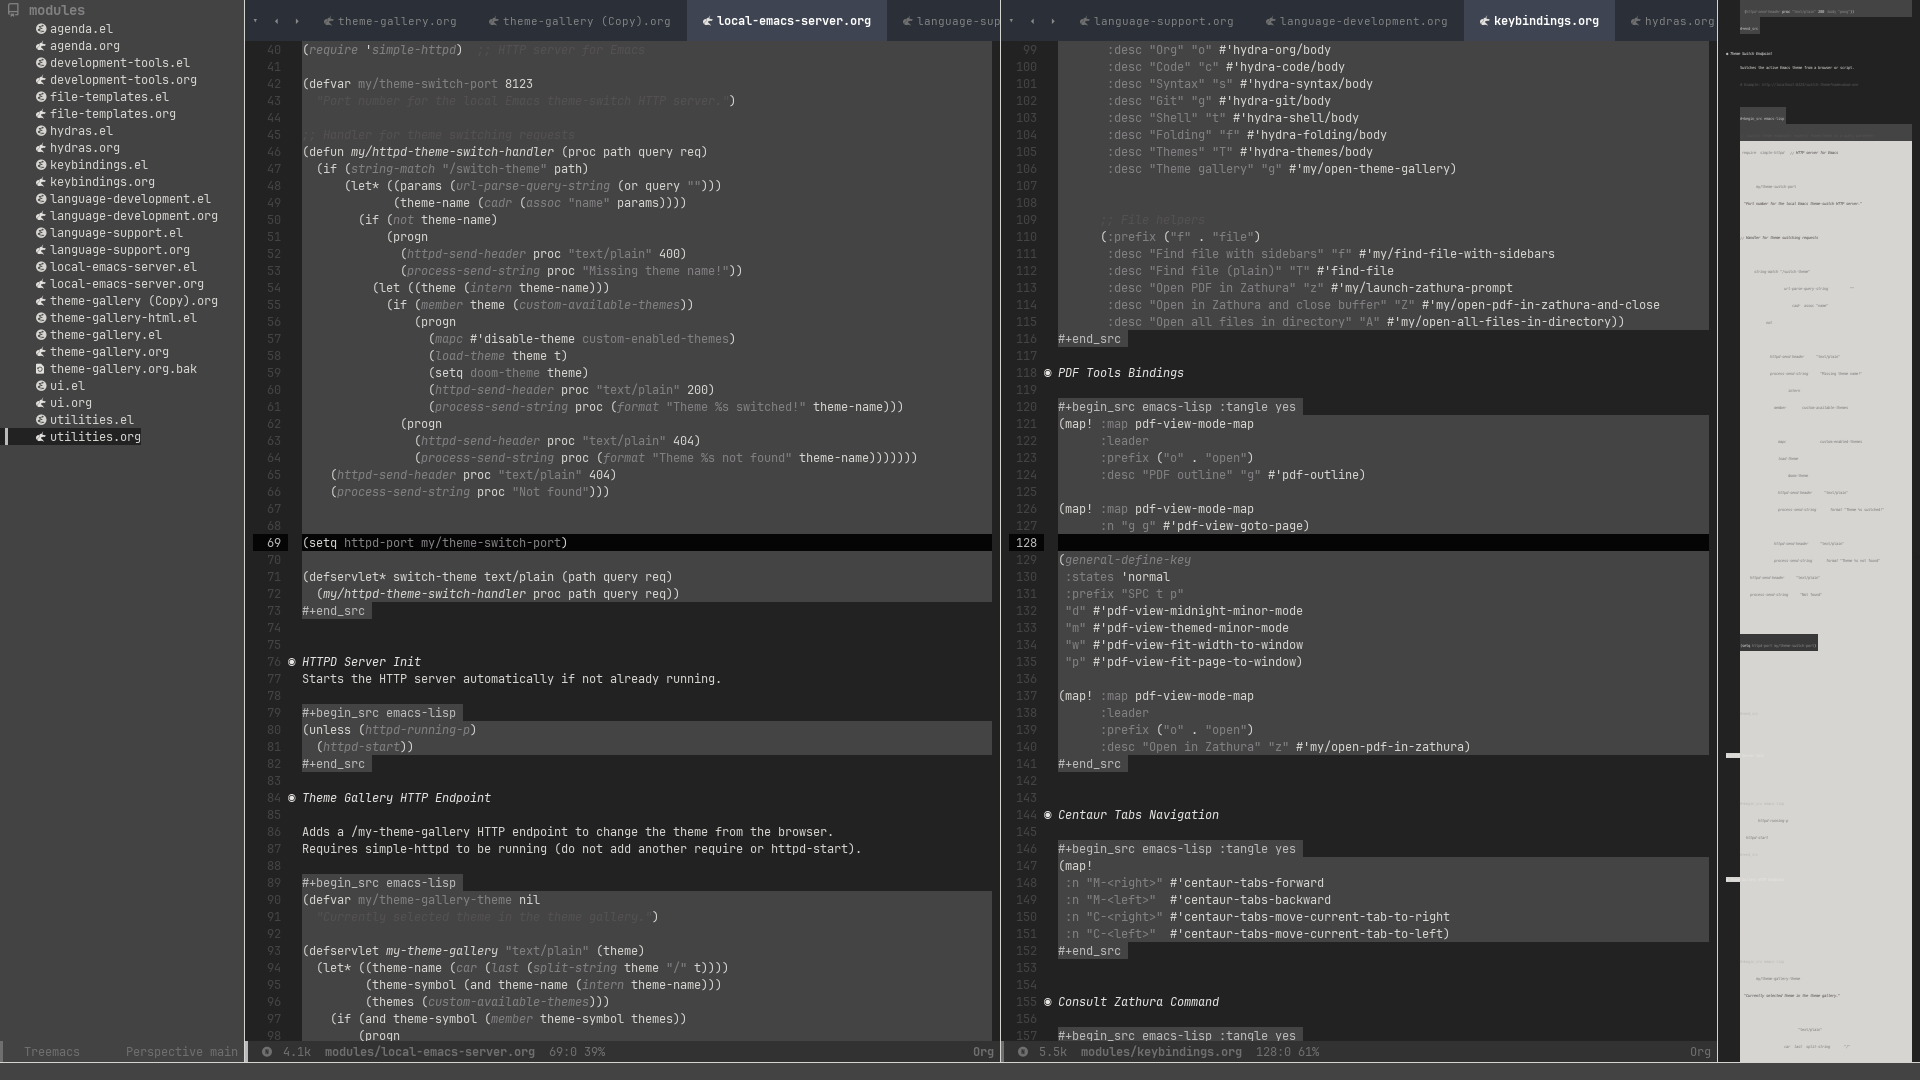 modules
agenda.el
agenda.org
development-tools.el
development-tools.org
file-templates.el
file-templates.org
hydras.el
hydras.org
keybindings.el
keybindings.org
language-development.el
language-development.org
language-support.el
language-support.org
local-emacs-server.el
local-emacs-server.org
theme-gallery (Copy).org
theme-gallery-html.el
theme-gallery.el
theme-gallery.org
theme-gallery.org.bak
ui.el
ui.org
utilities.el
utilities.org
Treemacs Perspective main
theme-gallery.org theme-gallery (Copy).org local-emacs-server.org language-sup
40 (require 'simple-httpd) ;; HTTP server for Emacs
41
42 (defvar my/theme-switch-port 8123
43 "Port number for the local Emacs theme-switch HTTP server.")
44
45 ;; Handler for theme switching requests
46 (defun my/httpd-theme-switch-handler (proc path query req)
47 (if (string-match "/switch-theme" path)
48 (let* ((params (url-parse-query-string (or query "")))
49 (theme-name (cadr (assoc "name" params))))
50 (if (not theme-name)
51 (progn
52 (httpd-send-header proc "text/plain" 400)
53 (process-send-string proc "Missing theme name!"))
54 (let ((theme (intern theme-name)))
55 (if (member theme (custom-available-themes))
56 (progn
57 (mapc #'disable-theme custom-enabled-themes)
58 (load-theme theme t)
59 (setq doom-theme theme)
60 (httpd-send-header proc "text/plain" 200)
61 (process-send-string proc (format "Theme %s switched!" theme-name)))
62 (progn
63 (httpd-send-header proc "text/plain" 404)
64 (process-send-string proc (format "Theme %s not found" theme-name)))))))
65 (httpd-send-header proc "text/plain" 404)
66 (process-send-string proc "Not found")))
67
68
69 (setq httpd-port my/theme-switch-port)
70
71 (defservlet* switch-theme text/plain (path query req)
72 (my/httpd-theme-switch-handler proc path query req))
73 #+end_src
74
75
76 ◉ HTTPD Server Init
77 Starts the HTTP server automatically if not already running.
78
79 #+begin_src emacs-lisp
80 (unless (httpd-running-p)
81 (httpd-start))
82 #+end_src
83
84 ◉ Theme Gallery HTTP Endpoint
85
86 Adds a /my-theme-gallery HTTP endpoint to change the theme from the browser.
87 Requires simple-httpd to be running (do not add another require or httpd-start).
88
89 #+begin_src emacs-lisp
90 (defvar my/theme-gallery-theme nil
91 "Currently selected theme in the theme gallery.")
92
93 (defservlet my-theme-gallery "text/plain" (theme)
94 (let* ((theme-name (car (last (split-string theme "/" t))))
95 (theme-symbol (and theme-name (intern theme-name)))
96 (themes (custom-available-themes)))
97 (if (and theme-symbol (member theme-symbol themes))
98 (progn
4.1k modules/local-emacs-server.org 69:0 39% Org
language-support.org language-development.org keybindings.org hydras.org
99 :desc "Org" "o" #'hydra-org/body
100 :desc "Code" "c" #'hydra-code/body
101 :desc "Syntax" "s" #'hydra-syntax/body
102 :desc "Git" "g" #'hydra-git/body
103 :desc "Shell" "t" #'hydra-shell/body
104 :desc "Folding" "f" #'hydra-folding/body
105 :desc "Themes" "T" #'hydra-themes/body
106 :desc "Theme gallery" "g" #'my/open-theme-gallery)
107
108
109 ;; File helpers
110 (:prefix ("f" . "file")
111 :desc "Find file with sidebars" "f" #'my/find-file-with-sidebars
112 :desc "Find file (plain)" "T" #'find-file
113 :desc "Open PDF in Zathura" "z" #'my/launch-zathura-prompt
114 :desc "Open in Zathura and close buffer" "Z" #'my/open-pdf-in-zathura-and-close
115 :desc "Open all files in directory" "A" #'my/open-all-files-in-directory))
116 #+end_src
117
118 ◉ PDF Tools Bindings
119
120 #+begin_src emacs-lisp :tangle yes
121 (map! :map pdf-view-mode-map
122 :leader
123 :prefix ("o" . "open")
124 :desc "PDF outline" "g" #'pdf-outline)
125
126 (map! :map pdf-view-mode-map
127 :n "g g" #'pdf-view-goto-page)
128
129 (general-define-key
130 :states 'normal
131 :prefix "SPC t p"
132 "d" #'pdf-view-midnight-minor-mode
133 "m" #'pdf-view-themed-minor-mode
134 "w" #'pdf-view-fit-width-to-window
135 "p" #'pdf-view-fit-page-to-window)
136
137 (map! :map pdf-view-mode-map
138 :leader
139 :prefix ("o" . "open")
140 :desc "Open in Zathura" "z" #'my/open-pdf-in-zathura)
141 #+end_src
142
143
144 ◉ Centaur Tabs Navigation
145
146 #+begin_src emacs-lisp :tangle yes
147 (map!
148 :n "M-<right>" #'centaur-tabs-forward
149 :n "M-<left>" #'centaur-tabs-backward
150 :n "C-<right>" #'centaur-tabs-move-current-tab-to-right
151 :n "C-<left>" #'centaur-tabs-move-current-tab-to-left)
152 #+end_src
153
154
155 ◉ Consult Zathura Command
156
157 #+begin_src emacs-lisp :tangle yes
5.5k modules/keybindings.org 128:0 61% Org